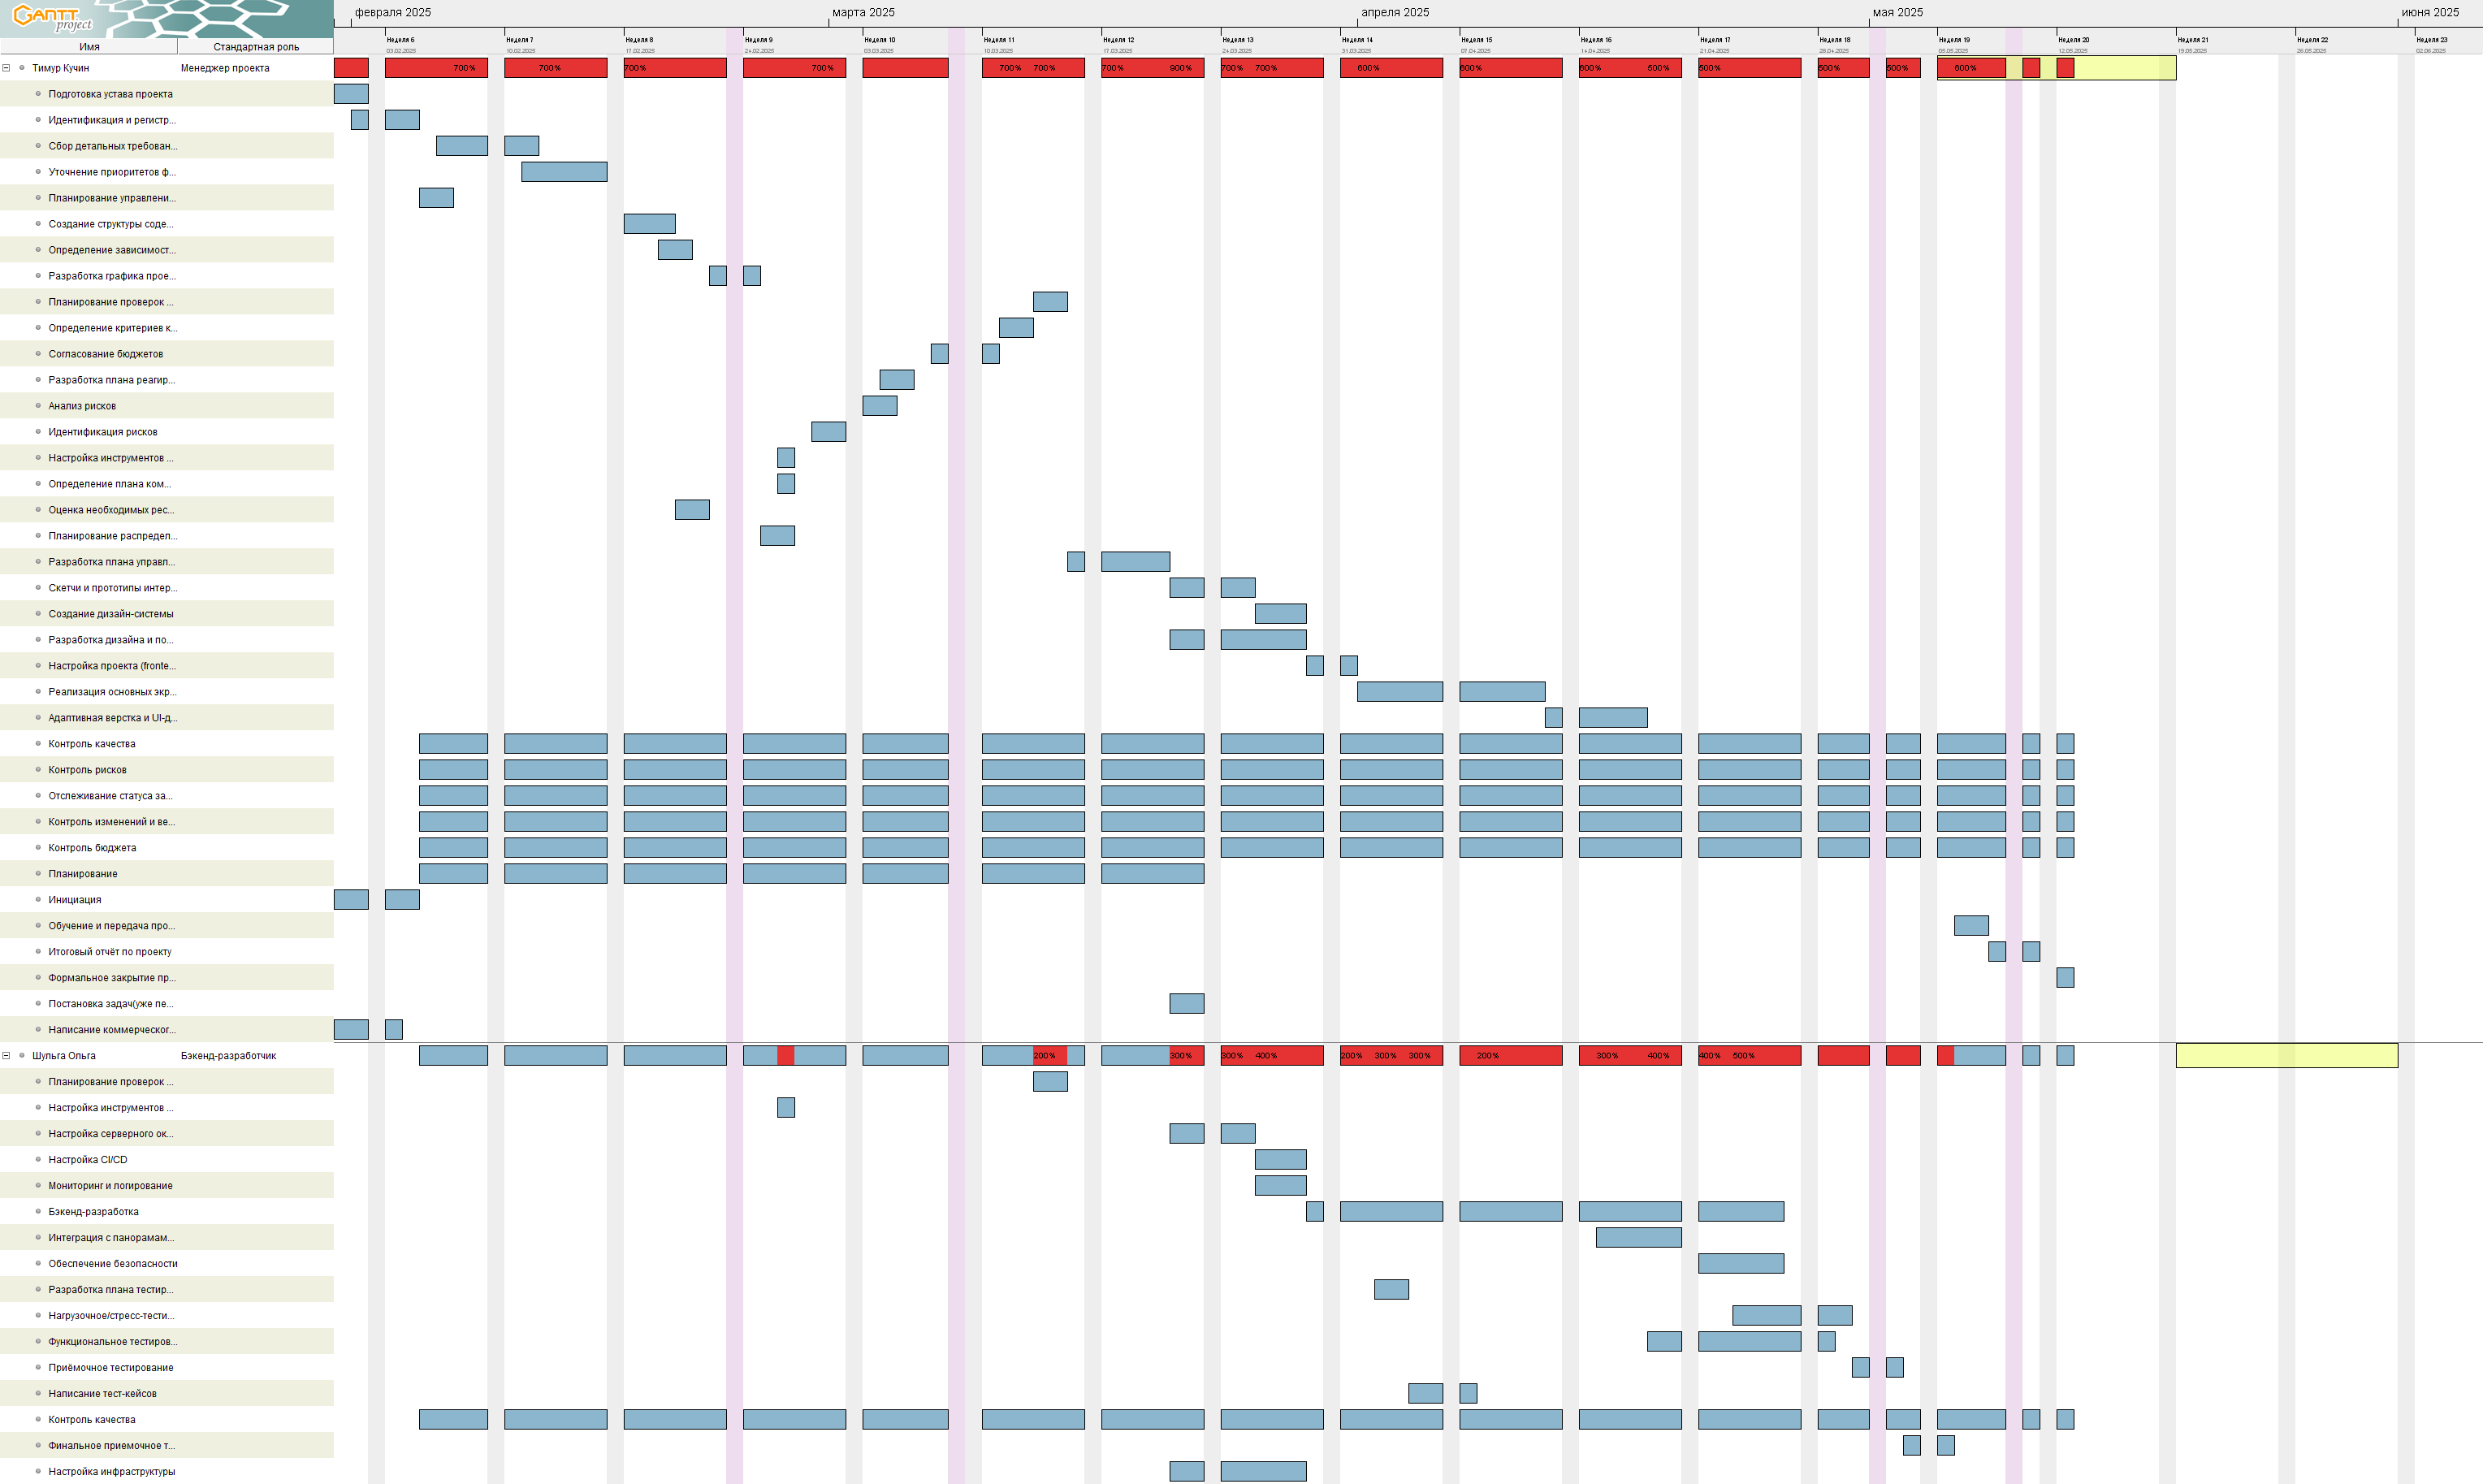 GANTT project
февраля 2025 марта 2025 апреля 2025 мая 2025 июня 2025
Имя Стандартная роль
Неделя 6 Неделя 7 Неделя 8 Неделя 9 Неделя 10 Неделя 11 Неделя 12 Неделя 13 Неделя 14 Неделя 15 Неделя 16 Неделя 17 Неделя 18 Неделя 19 Неделя 20 Неделя 21 Неделя 22 Неделя 23
03.02.2025 10.02.2025 17.02.2025 24.02.2025 03.03.2025 10.03.2025 17.03.2025 24.03.2025 31.03.2025 07.04.2025 14.04.2025 21.04.2025 28.04.2025 05.05.2025 12.05.2025 19.05.2025 26.05.2025 02.06.2025
Тимур Кучин Менеджер проекта 700% 700% 700% 700% 700% 700% 700% 900% 700% 700% 600% 600% 600% 500% 500% 500% 500% 600%
Подготовка устава проекта
Идентификация и регистр...
Сбор детальных требован...
Уточнение приоритетов ф...
Планирование управлени...
Создание структуры соде...
Определение зависимост...
Разработка графика прое...
Планирование проверок ...
Определение критериев к...
Согласование бюджетов
Разработка плана реагир...
Анализ рисков
Идентификация рисков
Настройка инструментов ...
Определение плана ком...
Оценка необходимых рес...
Планирование распредел...
Разработка плана управл...
Скетчи и прототипы интер...
Создание дизайн-системы
Разработка дизайна и по...
Настройка проекта (fronte...
Реализация основных экр...
Адаптивная верстка и UI-д...
Контроль качества
Контроль рисков
Отслеживание статуса за...
Контроль изменений и ве...
Контроль бюджета
Планирование
Инициация
Обучение и передача про...
Итоговый отчёт по проекту
Формальное закрытие пр...
Постановка задач(уже пе...
Написание коммерческог...
Шульга Ольга Бэкенд-разработчик 200% 300% 300% 400% 200% 300% 300% 200% 300% 400% 400% 500%
Планирование проверок ...
Настройка инструментов ...
Настройка серверного ок...
Настройка CI/CD
Мониторинг и логирование
Бэкенд-разработка
Интеграция с панорамам...
Обеспечение безопасности
Разработка плана тестир...
Нагрузочное/стресс-тести...
Функциональное тестиров...
Приёмочное тестирование
Написание тест-кейсов
Контроль качества
Финальное приемочное т...
Настройка инфраструктуры